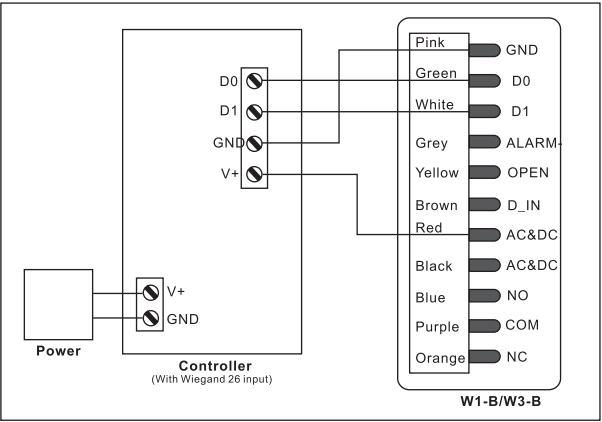 D0
D1
GND
V+
V+
GND
Power
Controller
(With Wiegand 26 input)
Pink GND
Green D0
White D1
Grey ALARM-
Yellow OPEN
Brown D_IN
Red AC&DC
Black AC&DC
Blue NO
Purple COM
Orange NC
W1-B/W3-B